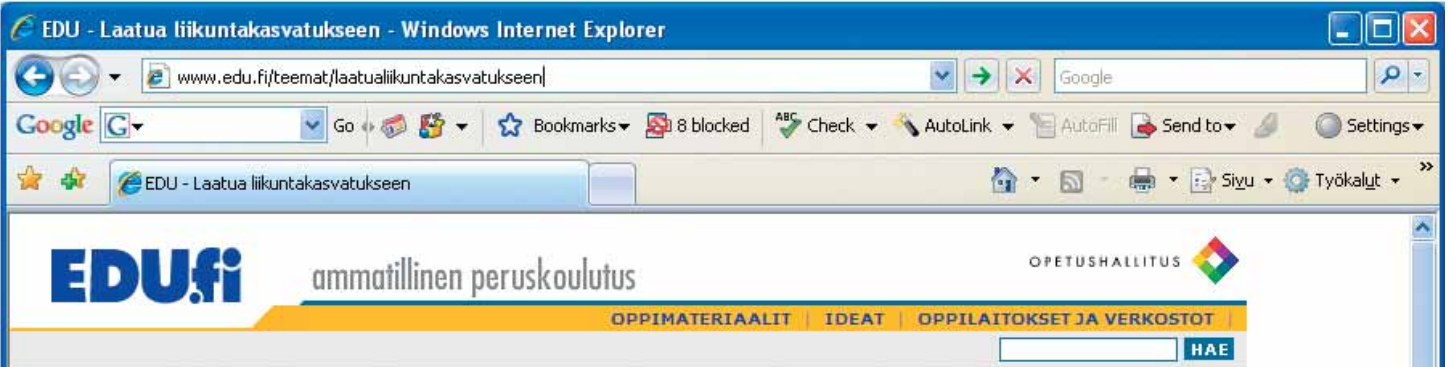 EDU - Laatua liikuntakasvatukseen - Windows Internet Explorer
www.edu.fi/teemat/laatualiikuntakasvatukseen Google
Google G Go Bookmarks 8 blocked ABC Check AutoLink AutoFill Send to Settings
EDU - Laatua liikuntakasvatukseen Sivu Työkalut »
EDU.fi ammatillinen peruskoulutus OPETUSHALLITUS
OPPIMATERIAALIT | IDEAT | OPPILAITOKSET JA VERKOSTOT |
HAE